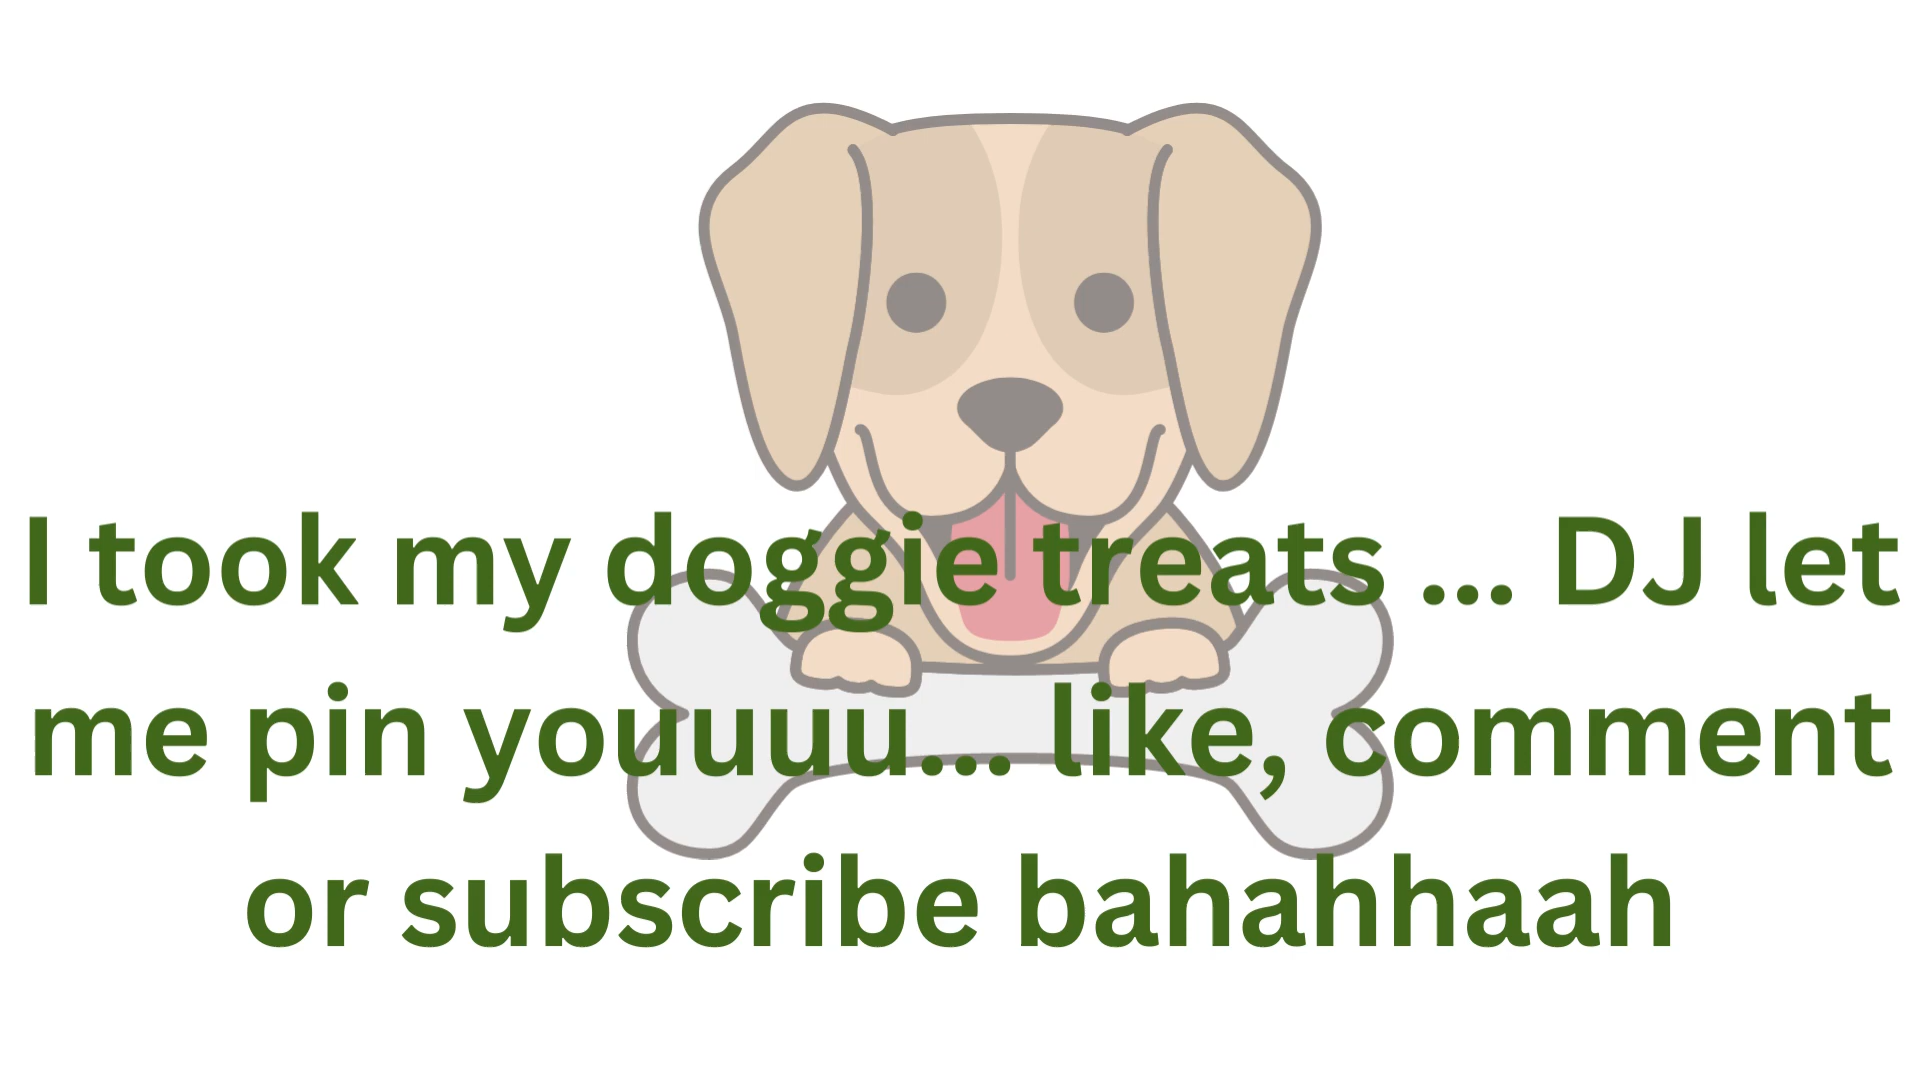 I took my doggie treats ... DJ let
me pin youuuu... like, comment
or subscribe bahahhaah